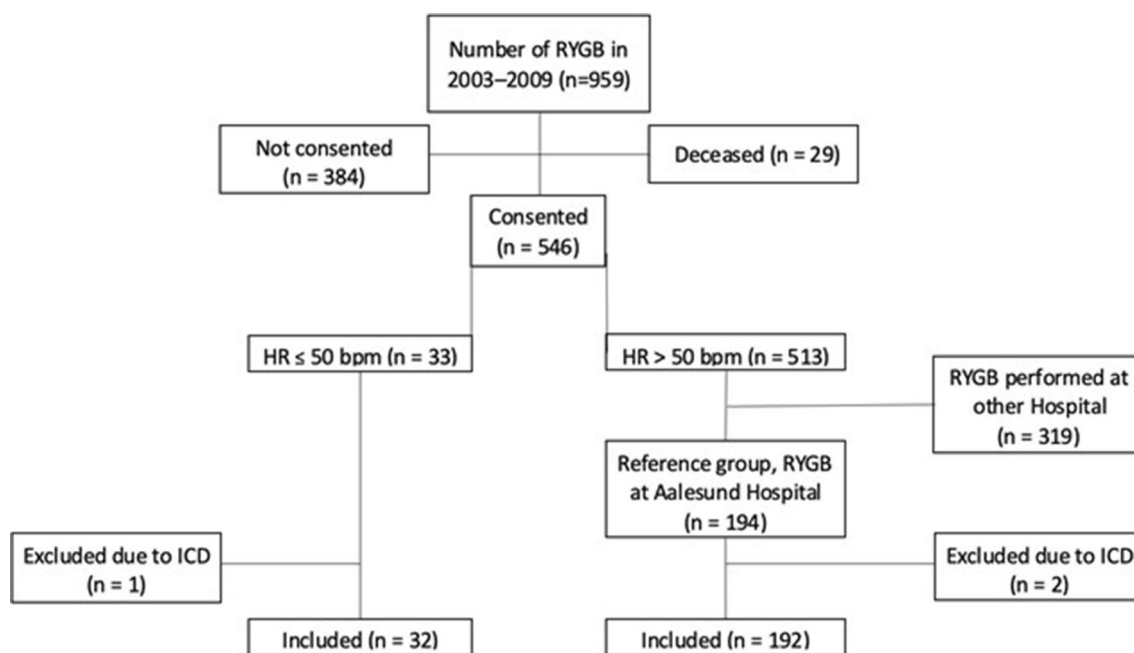 Number of RYGB in
2003–2009 (n=959)
Not consented
(n = 384)
Deceased (n = 29)
Consented
(n = 546)
HR ≤ 50 bpm (n = 33)
HR > 50 bpm (n = 513)
RYGB performed at
other Hospital
(n = 319)
Reference group, RYGB
at Aalesund Hospital
(n = 194)
Excluded due to ICD
(n = 1)
Excluded due to ICD
(n = 2)
Included (n = 32)
Included (n = 192)